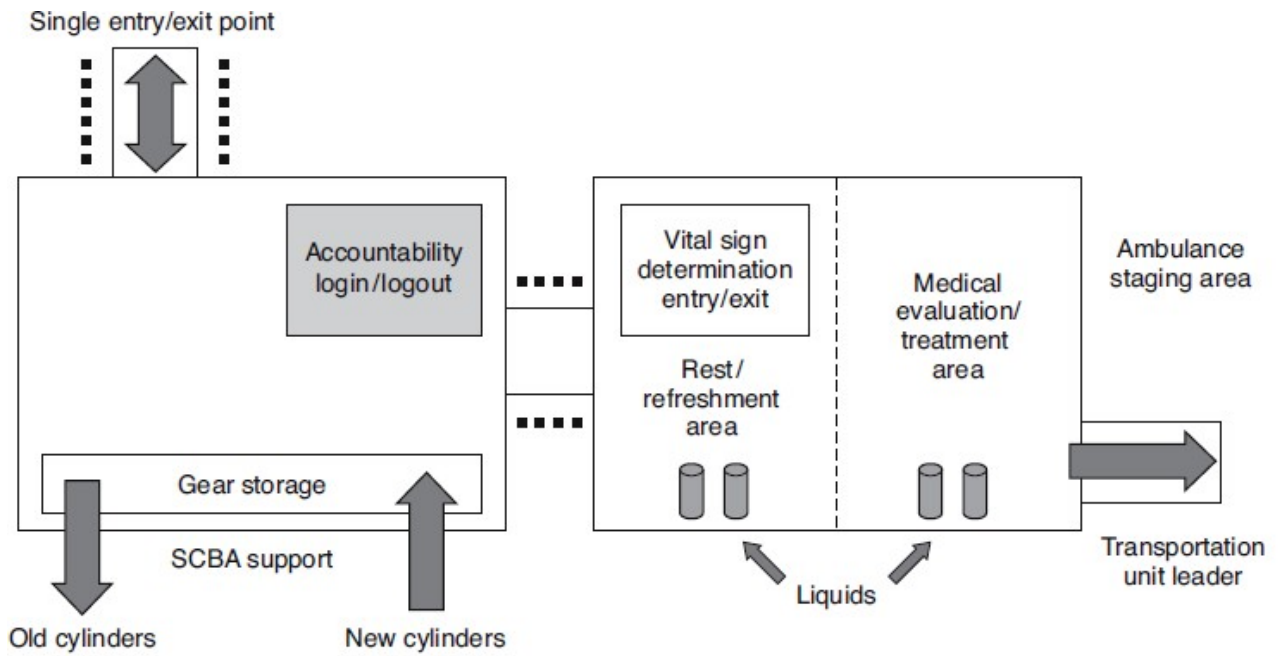 Single entry/exit point
Accountability
login/logout
Vital sign
determination
entry/exit
Rest/
refreshment
area
Medical
evaluation/
treatment
area
Ambulance
staging area
Gear storage
SCBA support
Old cylinders
New cylinders
Liquids
Transportation
unit leader